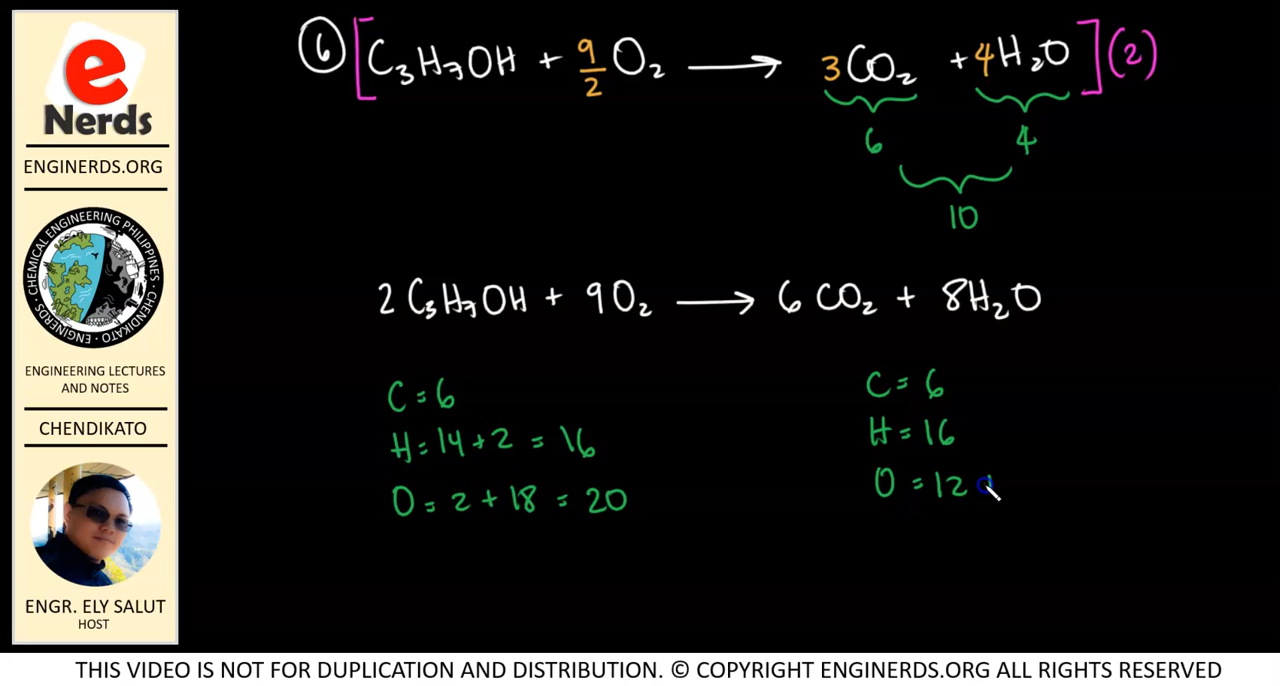 e
Nerds
ENGINERDS.ORG
CHEMICAL ENGINEERING PHILIPPINES
ENGINERDS · CHENDIKATO
ENGINEERING LECTURES
AND NOTES
CHENDIKATO
ENGR. ELY SALUT
HOST
⑥ [C₃H₇OH + 9/2 O₂ ⟶ 3CO₂ + 4H₂O] (2)
6 4
10
2C₃H₇OH + 9O₂ ⟶ 6CO₂ + 8H₂O
C = 6
H = 14 + 2 = 16
O = 2 + 18 = 20
C = 6
H = 16
O = 12
THIS VIDEO IS NOT FOR DUPLICATION AND DISTRIBUTION. © COPYRIGHT ENGINERDS.ORG ALL RIGHTS RESERVED